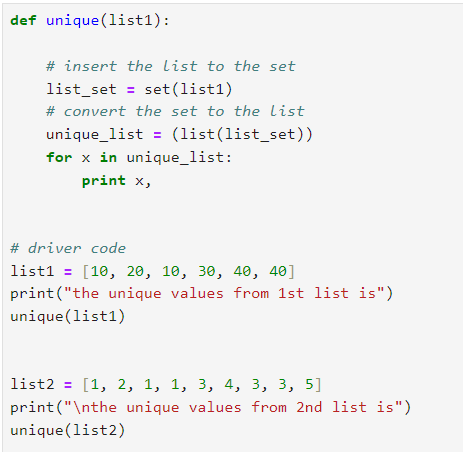 def unique(list1):
    # insert the list to the set
    list_set = set(list1)
    # convert the set to the list
    unique_list = (list(list_set))
    for x in unique_list:
        print x,
# driver code
list1 = [10, 20, 10, 30, 40, 40]
print("the unique values from 1st list is")
unique(list1)
list2 = [1, 2, 1, 1, 3, 4, 3, 3, 5]
print("\nthe unique values from 2nd list is")
unique(list2)